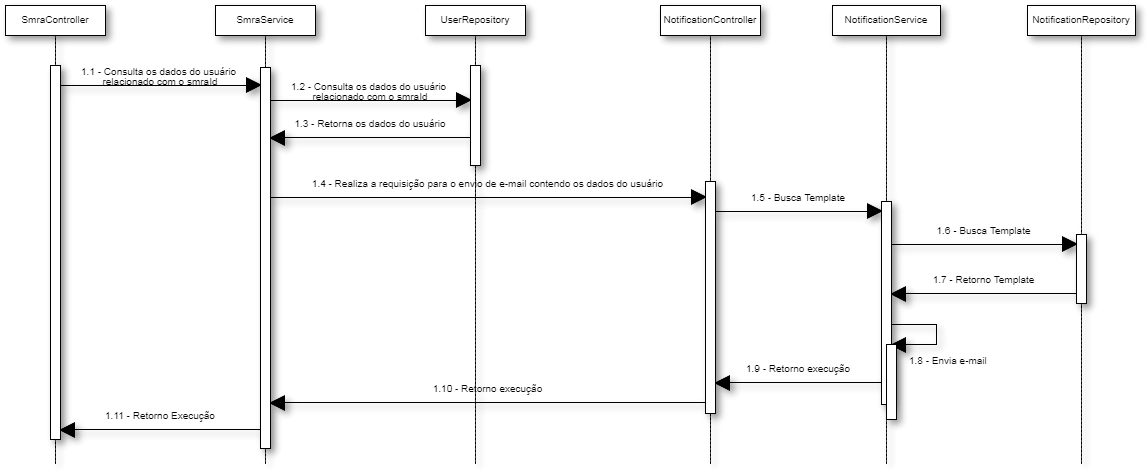 SmraController
SmraService
UserRepository
NotificationController
NotificationService
NotificationRepository
1.1 - Consulta os dados do usuário
relacionado com o smraId
1.2 - Consulta os dados do usuário
relacionado com o smraId
1.3 - Retorna os dados do usuário
1.4 - Realiza a requisição para o envio de e-mail contendo os dados do usuário
1.5 - Busca Template
1.6 - Busca Template
1.7 - Retorno Template
1.8 - Envia e-mail
1.9 - Retorno execução
1.10 - Retorno execução
1.11 - Retorno Execução